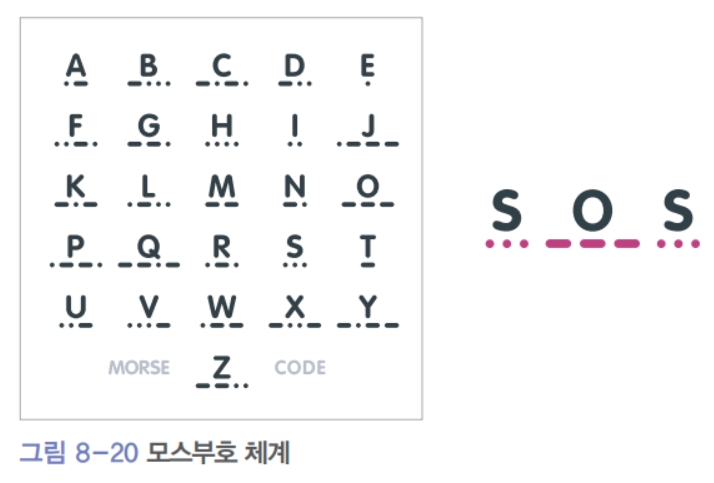 A B C D E
F G H I J
K L M N O
P Q R S T
U V W X Y
MORSE Z CODE
S O S
그림 8-20 모스부호 체계